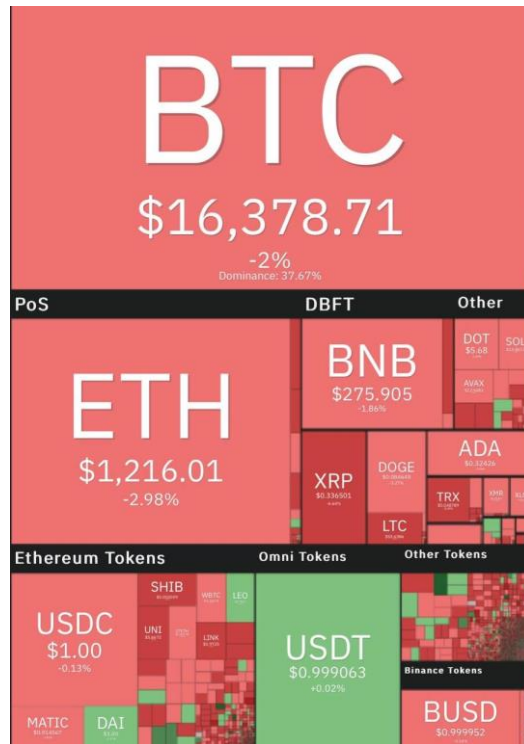 BTC
$16,378.71
-2%
Dominance: 37.67%
PoS
DBFT
Other
ETH
$1,216.01
-2.98%
BNB
$275.905
-1.86%
DOT
$5.68
SOL
AVAX
XRP
$0.336501
DOGE
LTC
ADA
$0.32426
TRX
XMR
Ethereum Tokens
Omni Tokens
Other Tokens
USDC
$1.00
-0.13%
SHIB
WBTC
LEO
UNI
LINK
MATIC
DAI
USDT
$0.999063
+0.02%
Binance Tokens
BUSD
$0.999952